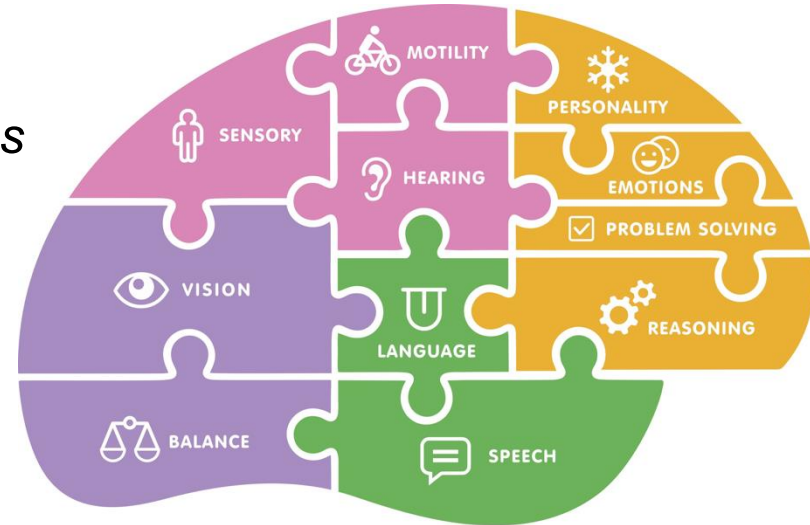 MOTILITY
PERSONALITY
s
SENSORY
HEARING
EMOTIONS
PROBLEM SOLVING
VISION
REASONING
LANGUAGE
BALANCE
SPEECH